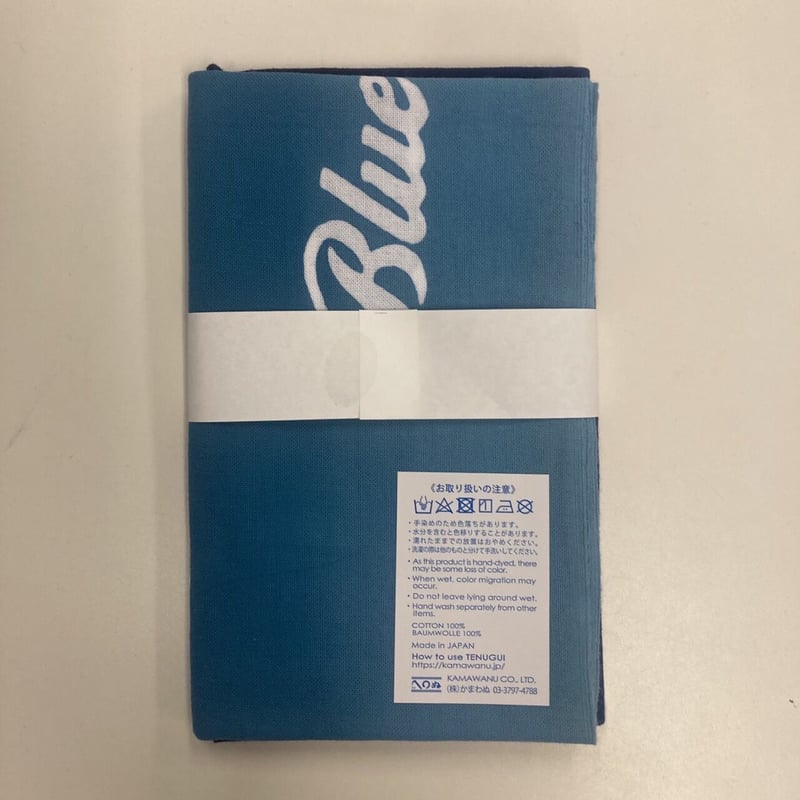 Blue
《お取り扱いの注意》
・手染めのため色落ちがあります。
・水分を含むと色移りすることがあります。
・濡れたままでの放置はおやめください。
・洗濯の際は他のものと分けて手洗いしてください。
・As this product is hand-dyed, there
may be some loss of color.
・When wet, color migration may
occur.
・Do not leave lying around wet.
・Hand wash separately from other
items.
COTTON 100%
BAUMWOLLE 100%
Made in JAPAN
How to use TENUGUI
https://kamawanu.jp/
KAMAWANU CO., LTD.
(株)かまわぬ 03-3797-4788